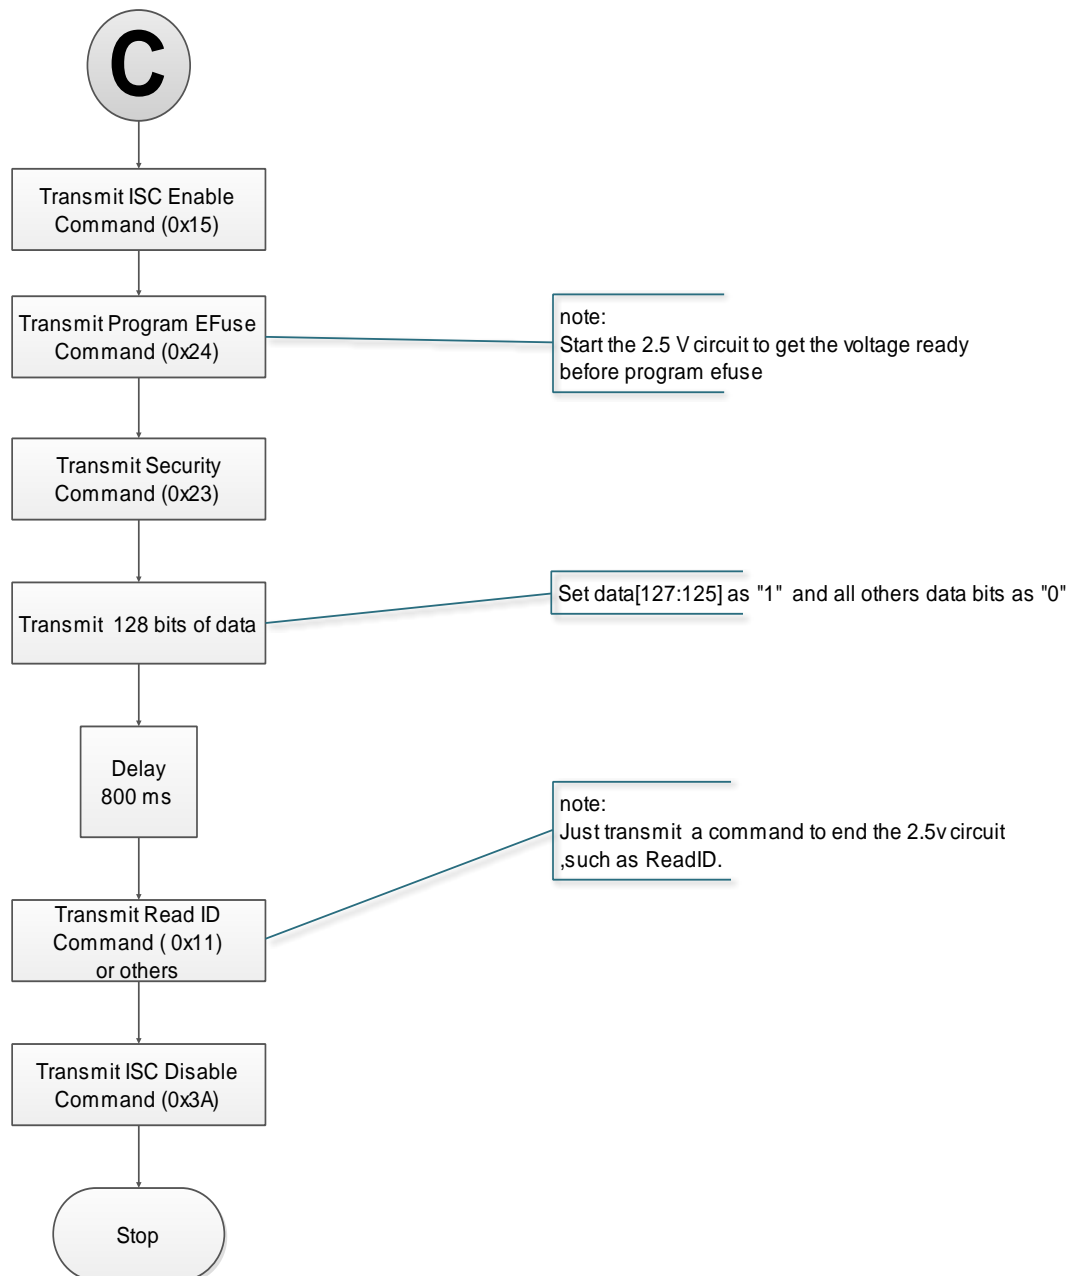 C
Transmit ISC Enable
Command (0x15)
Transmit Program EFuse
Command (0x24)
note:
Start the 2.5 V circuit to get the voltage ready
before program efuse
Transmit Security
Command (0x23)
Transmit 128 bits of data
Set data[127:125] as "1" and all others data bits as "0"
Delay
800 ms
note:
Just transmit a command to end the 2.5v circuit
,such as ReadID.
Transmit Read ID
Command ( 0x11)
or others
Transmit ISC Disable
Command (0x3A)
Stop